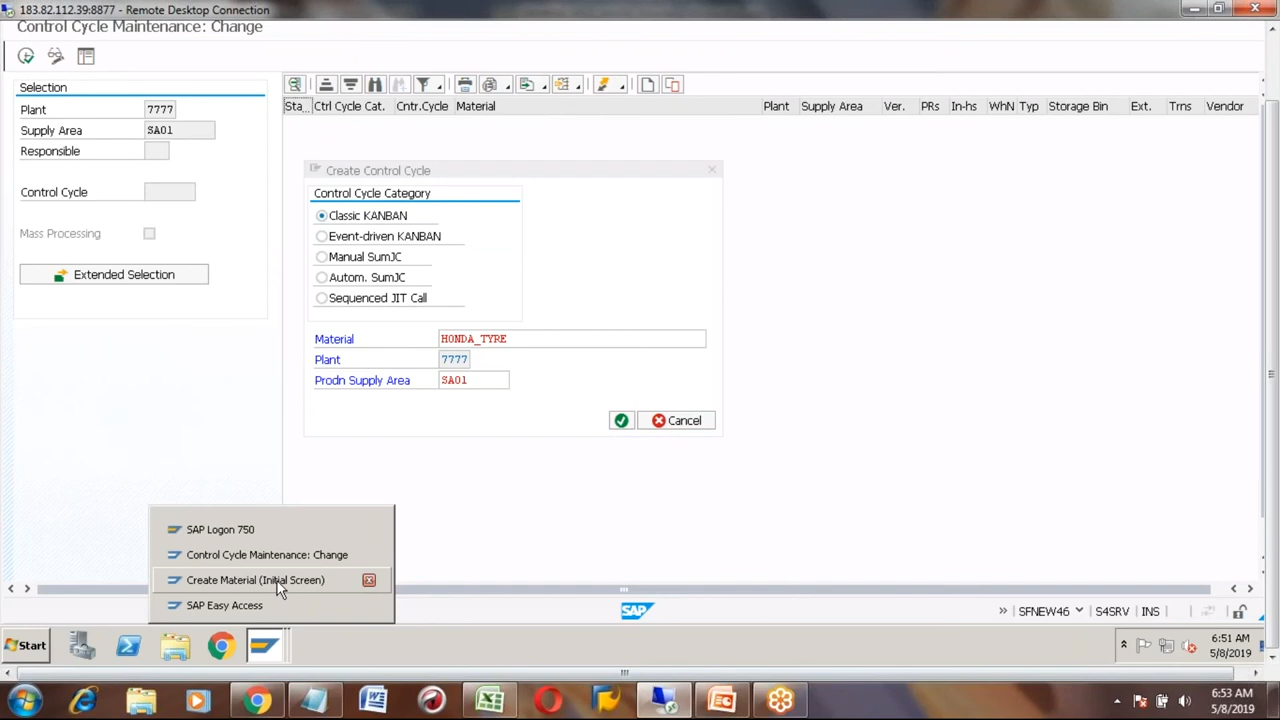 183.82.112.39:8877 - Remote Desktop Connection
Control Cycle Maintenance: Change
Selection
Plant 7777
Supply Area SA01
Responsible
Control Cycle
Mass Processing
Extended Selection
Sta... Ctrl Cycle Cat. Cntr.Cycle Material Plant Supply Area Ver. PRs In-hs WhN Typ Storage Bin Ext. Trns Vendor
Create Control Cycle
Control Cycle Category
Classic KANBAN
Event-driven KANBAN
Manual SumJC
Autom. SumJC
Sequenced JIT Call
Material HONDA_TYRE
Plant 7777
Prodn Supply Area SA01
Cancel
SAP Logon 750
Control Cycle Maintenance: Change
Create Material (Initial Screen)
SAP Easy Access
SAP
» SFNEW46 S4SRV INS
Start
6:51 AM
5/8/2019
6:53 AM
5/8/2019